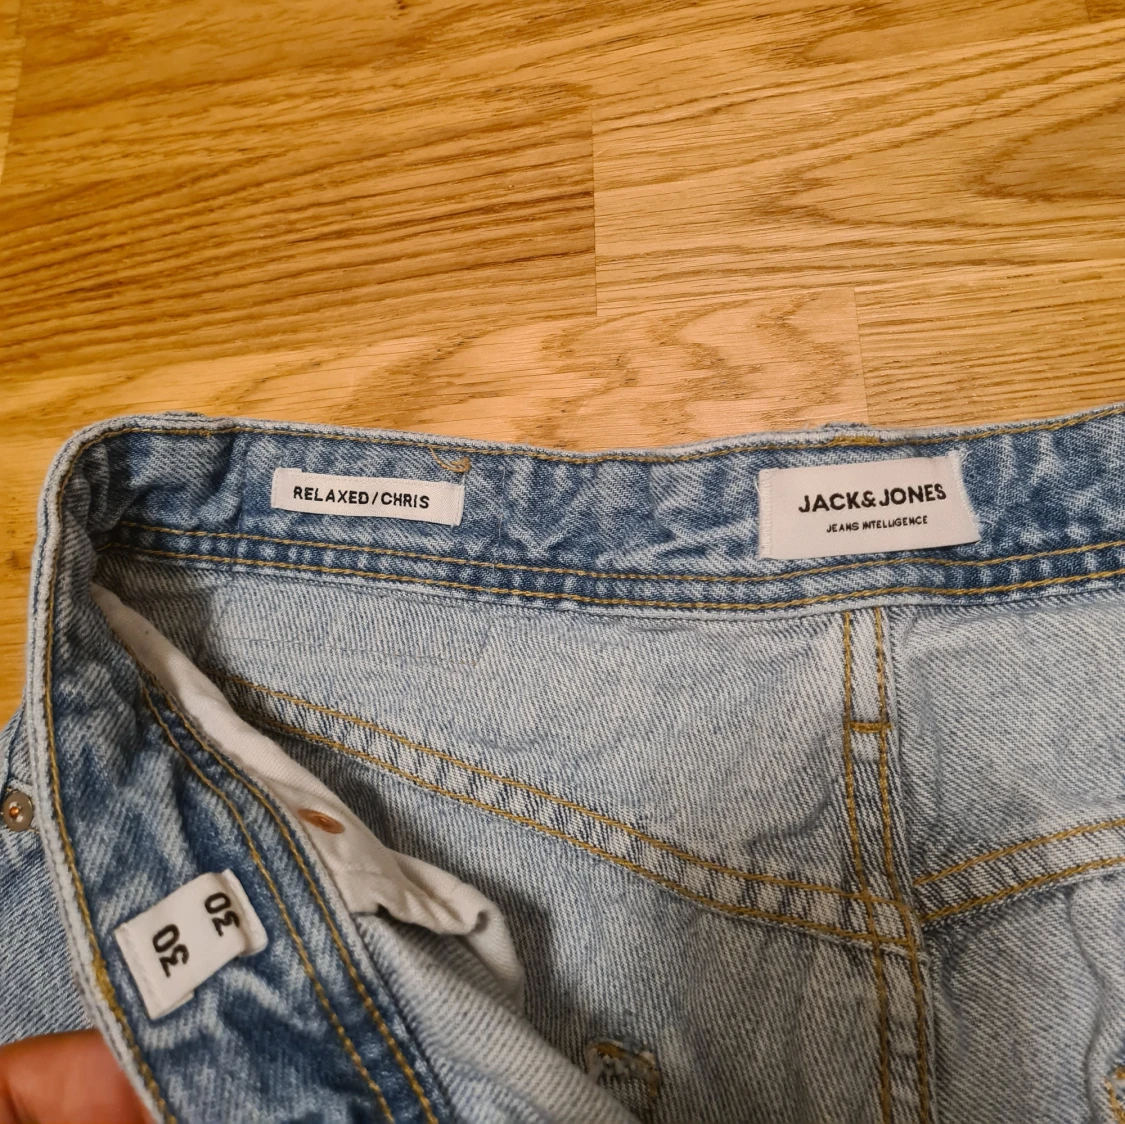 RELAXED/CHRIS
JACK&JONES
JEANS INTELLIGENCE
30
30